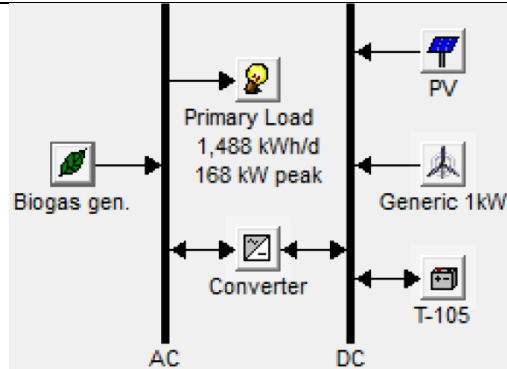 PV
Primary Load
1,488 kWh/d
168 kW peak
Biogas gen.
Generic 1kW
Converter
T-105
AC
DC